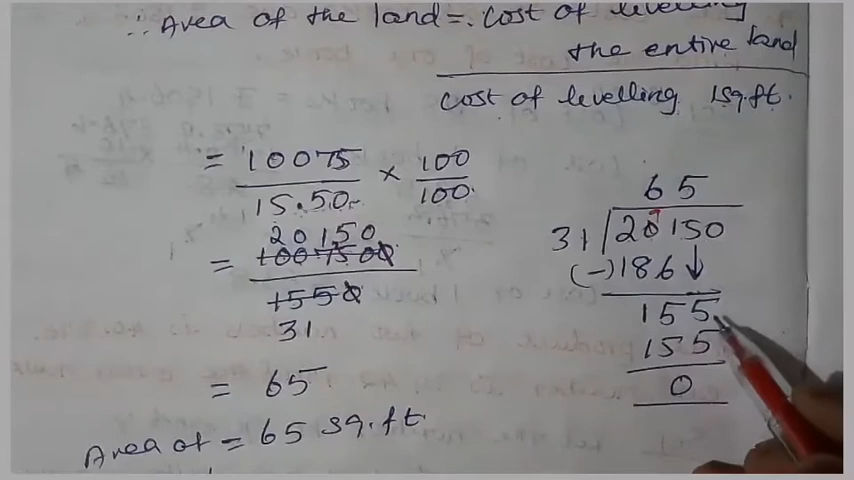 ∴ Area of the land = Cost of levelling
the entire land
cost of levelling 1sq.ft.
= 10075 / 15.50 × 100 / 100
20150
= 1007500 / 1550
31
= 65
Area of = 65 sq.ft.
65
31 ) 20150
(-) 186 ↓
155
155
0